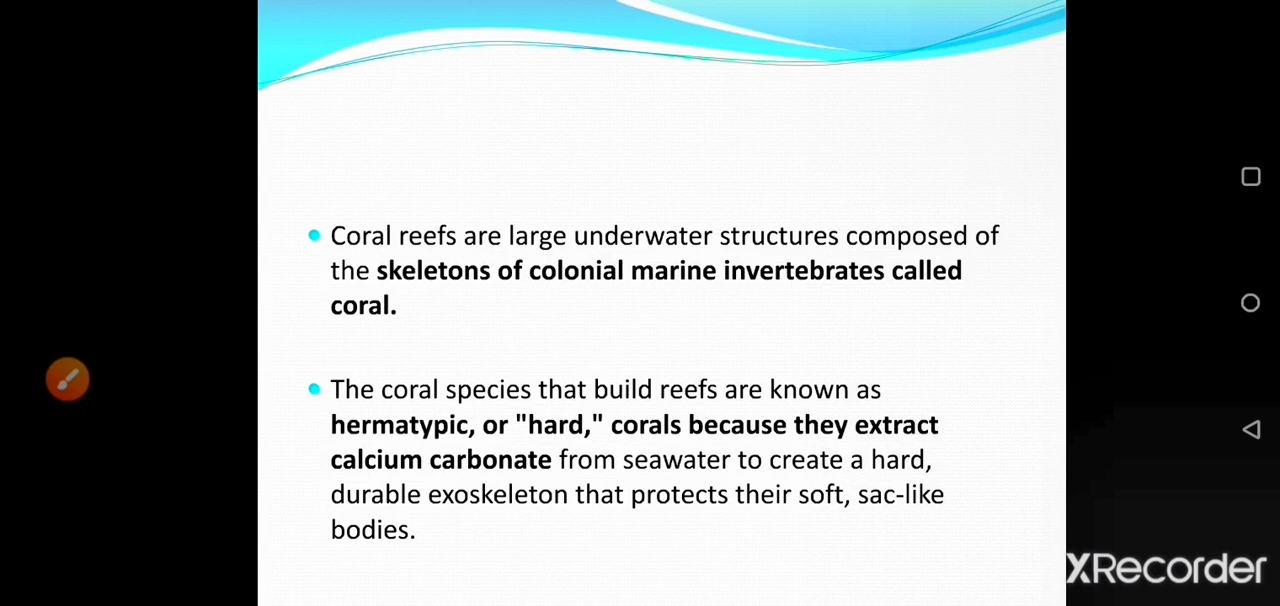 Coral reefs are large underwater structures composed of
the skeletons of colonial marine invertebrates called
coral.
The coral species that build reefs are known as
hermatypic, or "hard," corals because they extract
calcium carbonate from seawater to create a hard,
durable exoskeleton that protects their soft, sac-like
bodies.
XRecorder